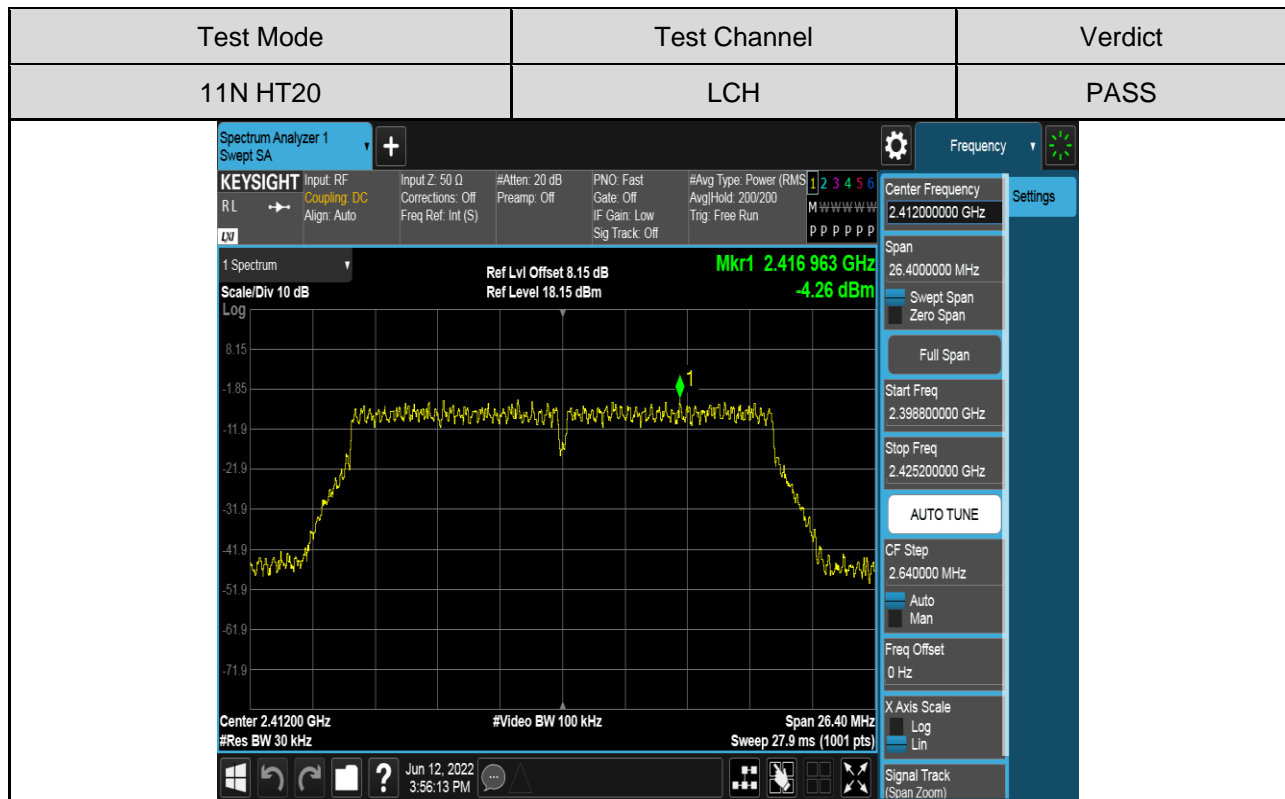 Test Mode Test Channel Verdict
11N HT20 LCH PASS
Spectrum Analyzer 1
Swept SA
Frequency
KEYSIGHT Input: RF Input Z: 50 Ω #Atten: 20 dB PNO: Fast #Avg Type: Power (RMS 1 2 3 4 5 6
RL Coupling: DC Corrections: Off Preamp: Off Gate: Off Avg|Hold: 200/200 M W W W W W
Align: Auto Freq Ref: Int (S) IF Gain: Low Trig: Free Run
LXI Sig Track: Off P P P P P P
1 Spectrum Ref Lvl Offset 8.15 dB Mkr1 2.416 963 GHz
Scale/Div 10 dB Ref Level 18.15 dBm -4.26 dBm
Log
8.15
1
-1.85
-11.9
-21.9
-31.9
-41.9
-51.9
-61.9
-71.9
Center 2.41200 GHz #Video BW 100 kHz Span 26.40 MHz
#Res BW 30 kHz Sweep 27.9 ms (1001 pts)
Center Frequency
2.412000000 GHz
Settings
Span
26.4000000 MHz
Swept Span
Zero Span
Full Span
Start Freq
2.398800000 GHz
Stop Freq
2.425200000 GHz
AUTO TUNE
CF Step
2.640000 MHz
Auto
Man
Freq Offset
0 Hz
X Axis Scale
Log
Lin
Signal Track
(Span Zoom)
? Jun 12, 2022
3:56:13 PM